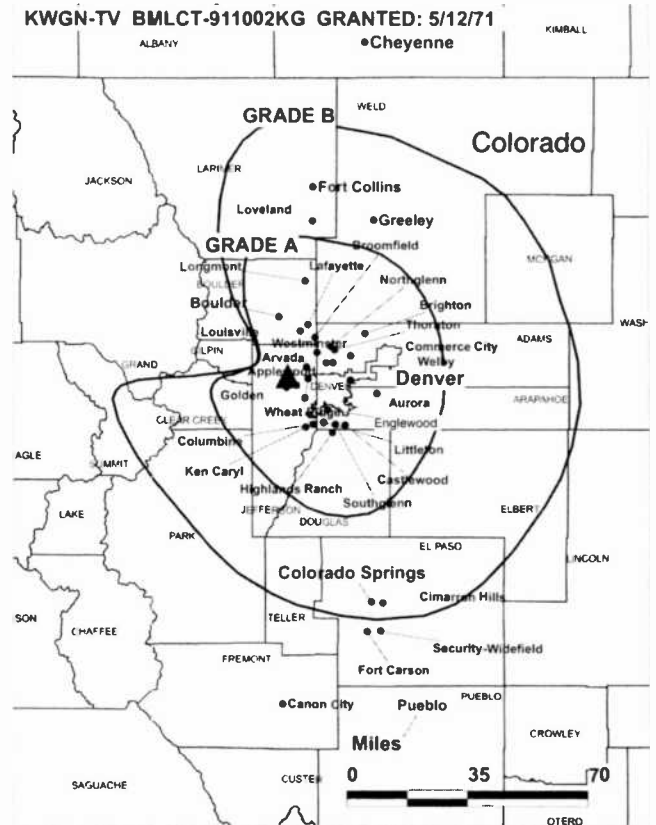 KWGN-TV BMLCT-911002KG GRANTED: 5/12/71
KIMBALL
ALBANY
Cheyenne
WELD
GRADE B
Colorado
LARIMER
JACKSON
Fort Collins
Loveland
Greeley
GRADE A
Broomfield
Longmont
Lafayette
MORGAN
BOULDER
Northglenn
Boulder
Brighton
Thornton
WASH
Louisville
Westminster
Commerce City
ADAMS
GILPIN
Arvada
Welby
GRAND
Applewood
DENVER
Denver
Golden
Aurora
ARAPAHOE
Wheat Ridge
CLEAR CREEK
Englewood
Columbine
Littleton
EAGLE
SUMMIT
Ken Caryl
Castlewood
Highlands Ranch
Southglenn
JEFFERSON
ELBERT
LAKE
DOUGLAS
PARK
EL PASO
LINCOLN
Colorado Springs
Cimarron Hills
SON
TELLER
CHAFFEE
Security-Widefield
FREMONT
Fort Carson
PUEBLO
Canon City
Pueblo
CROWLEY
Miles
SAGUACHE
CUSTER
0 35 70
OTERO